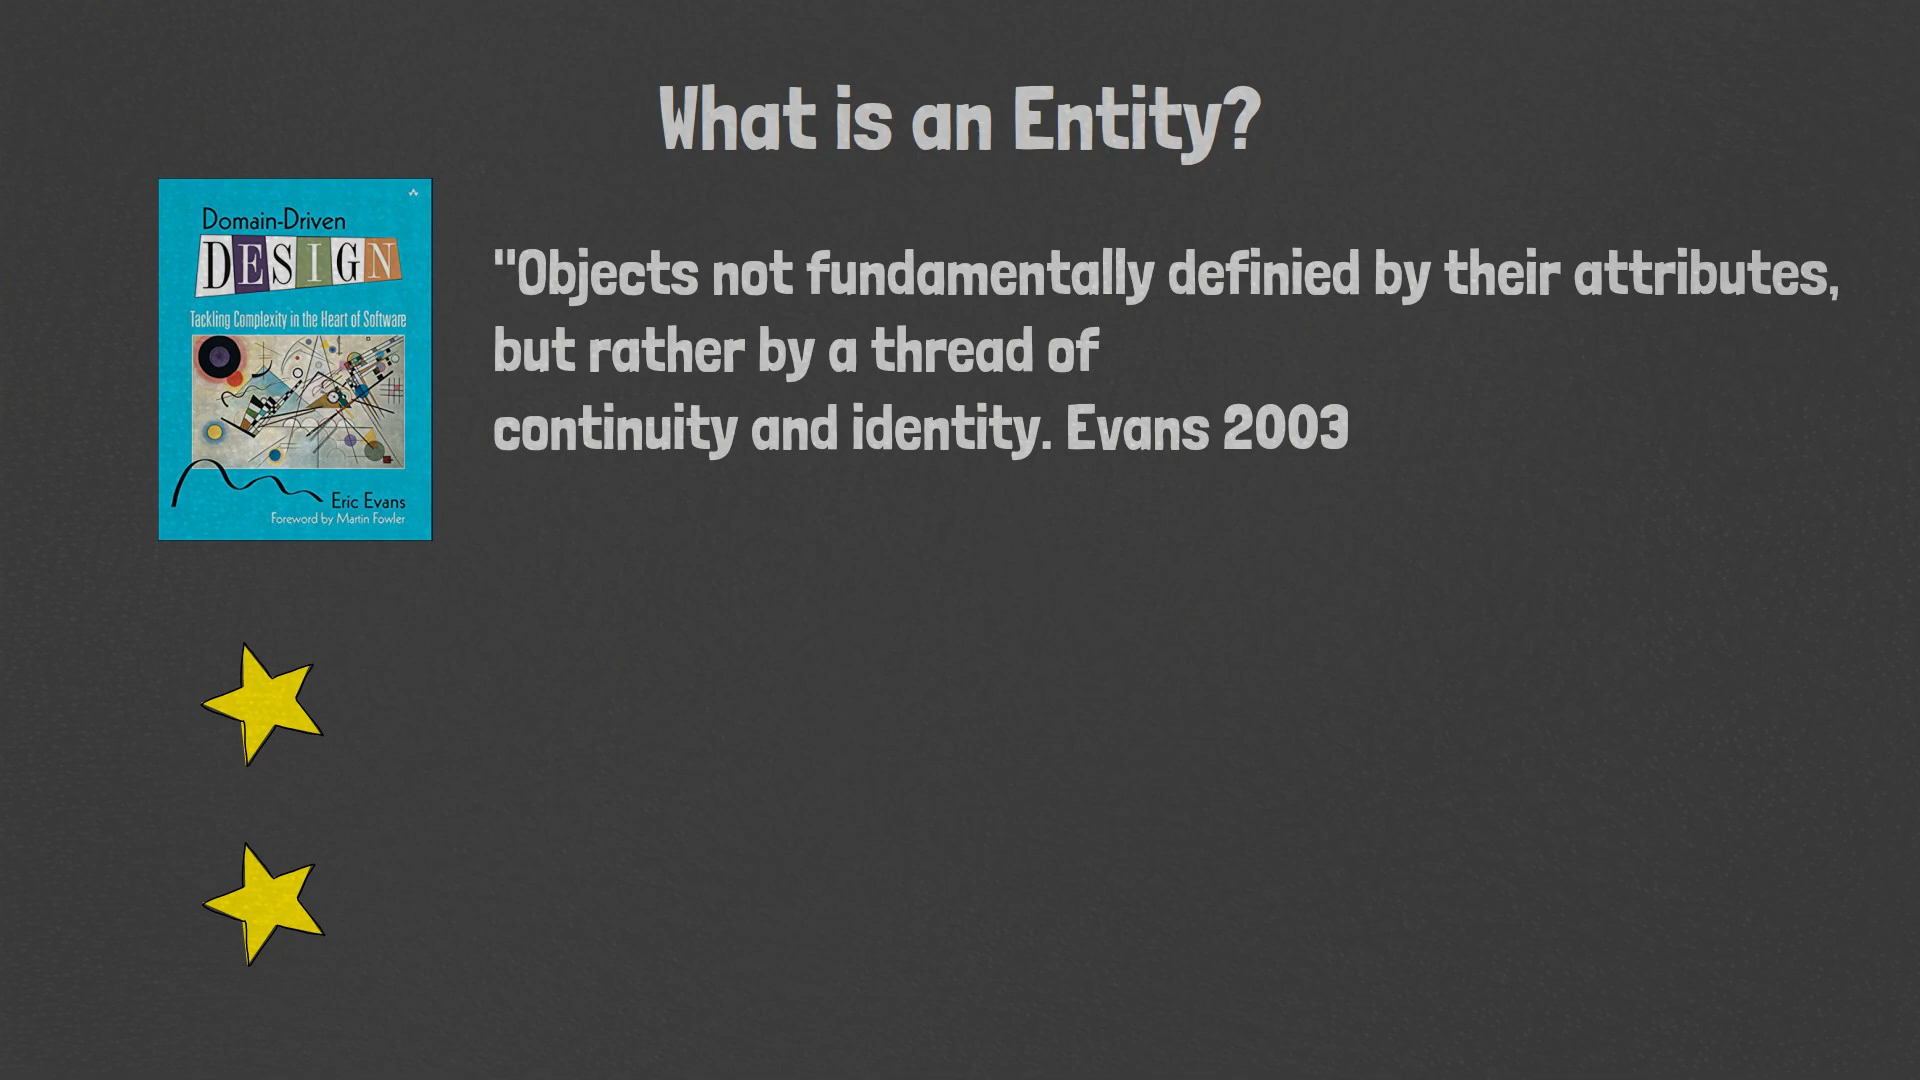 What is an Entity?
Domain-Driven
DESIGN
Tackling Complexity in the Heart of Software
Eric Evans
Foreword by Martin Fowler
"Objects not fundamentally definied by their attributes,
but rather by a thread of
continuity and identity. Evans 2003